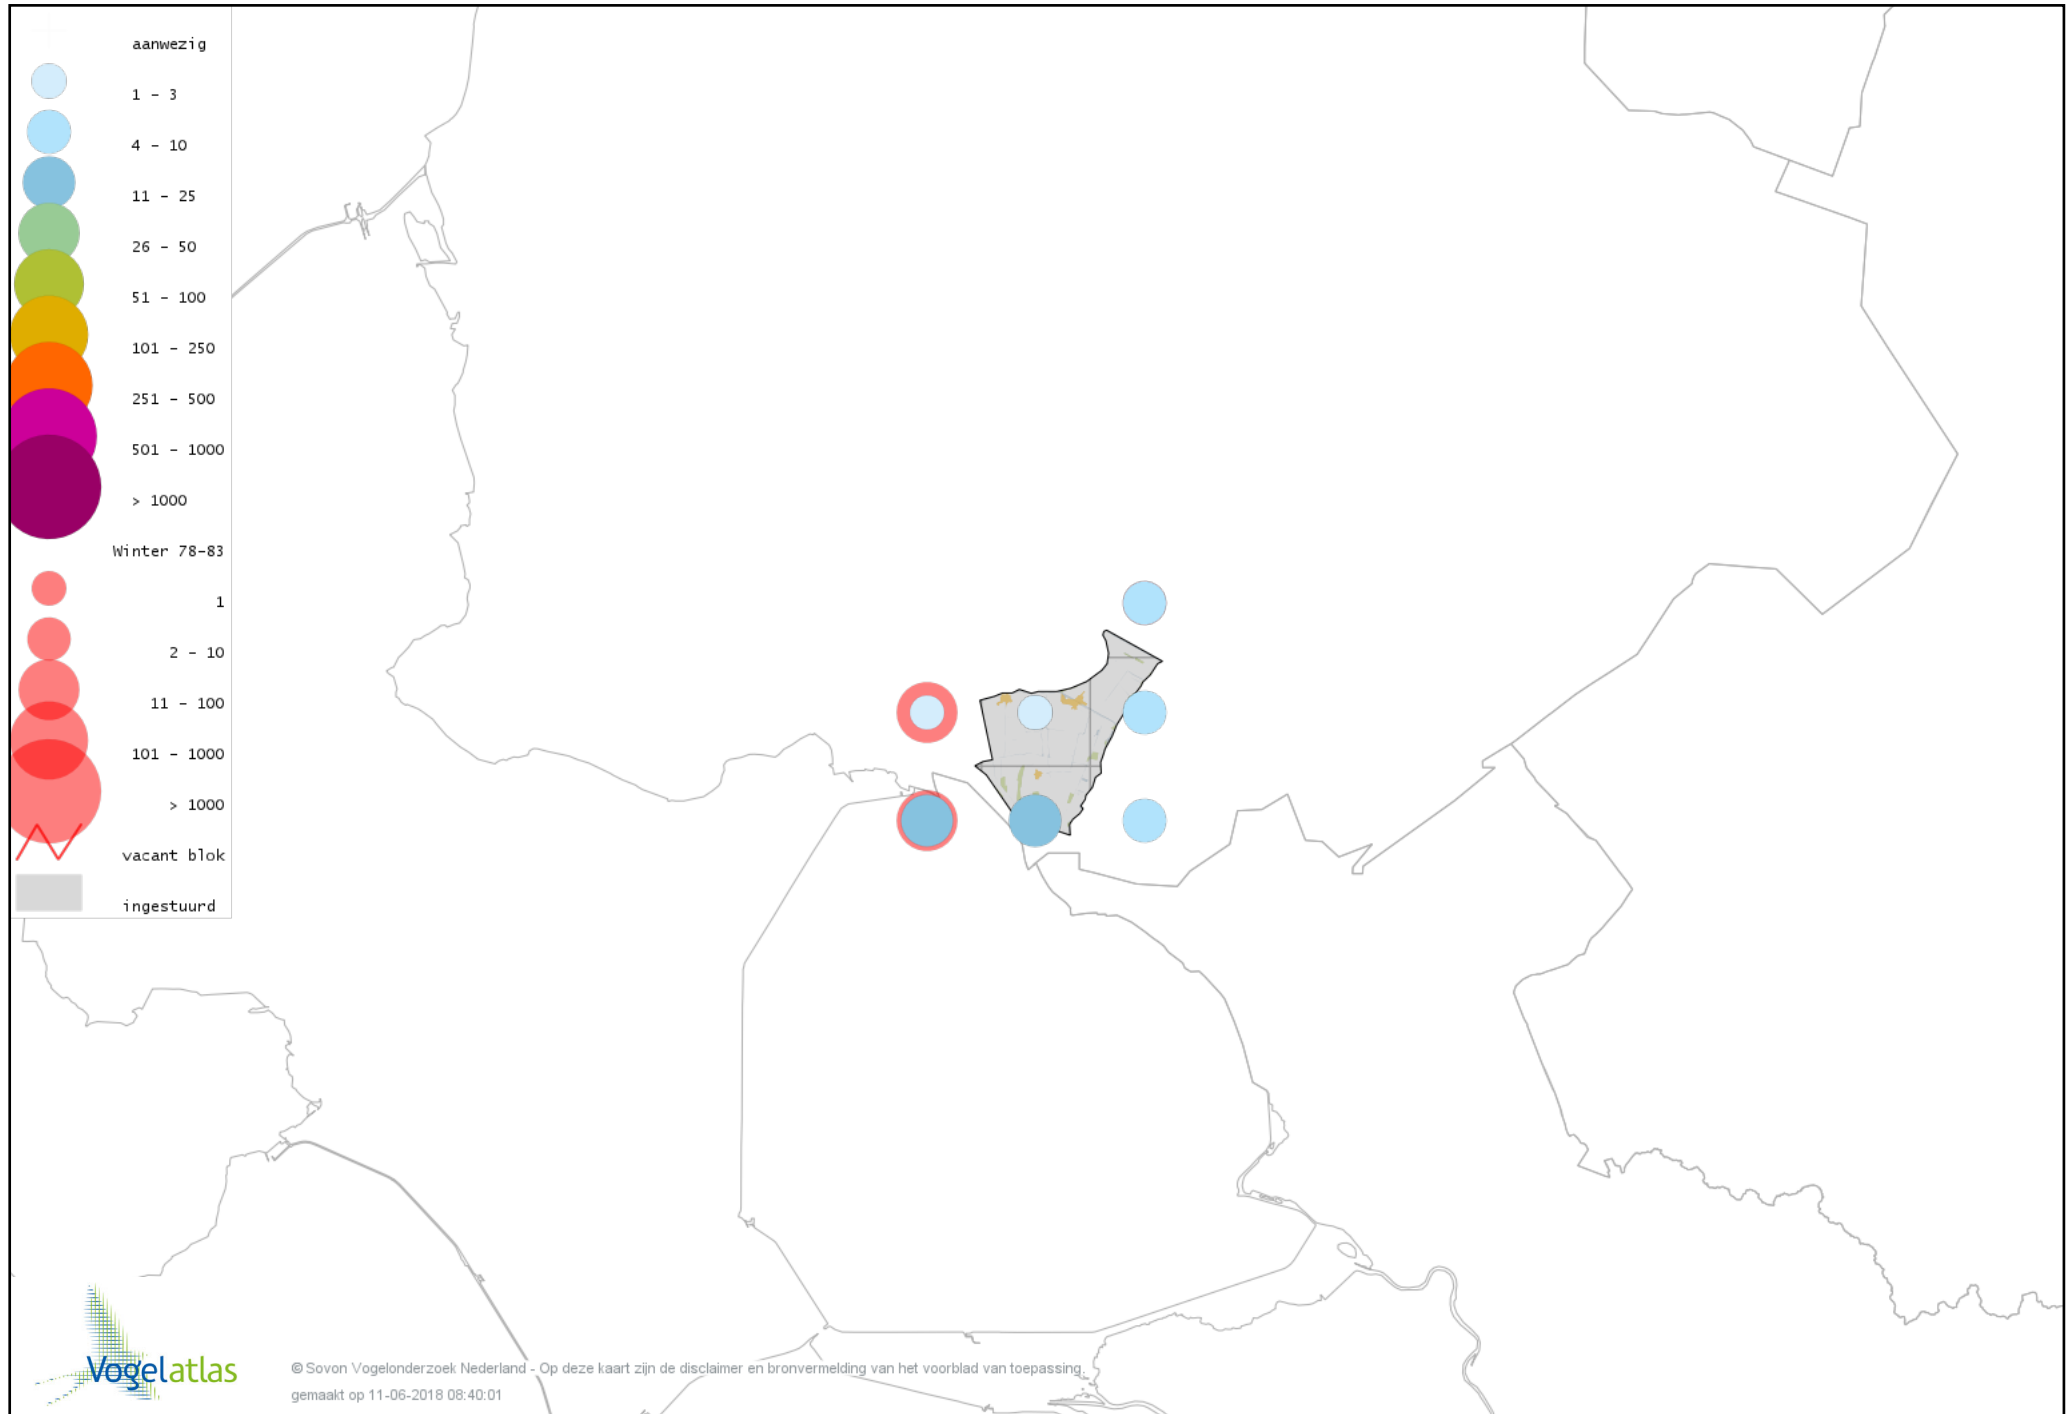 aanwezig
1 - 3
4 - 10
11 - 25
26 - 50
51 - 100
101 - 250
251 - 500
501 - 1000
> 1000
Winter 78-83
1
2 - 10
11 - 100
101 - 1000
> 1000
vacant blok
ingestuurd
Vogelatlas
© Sovon Vogelonderzoek Nederland - Op deze kaart zijn de disclaimer en bronvermelding van het voorblad van toepassing.
gemaakt op 11-06-2018 08:40:01